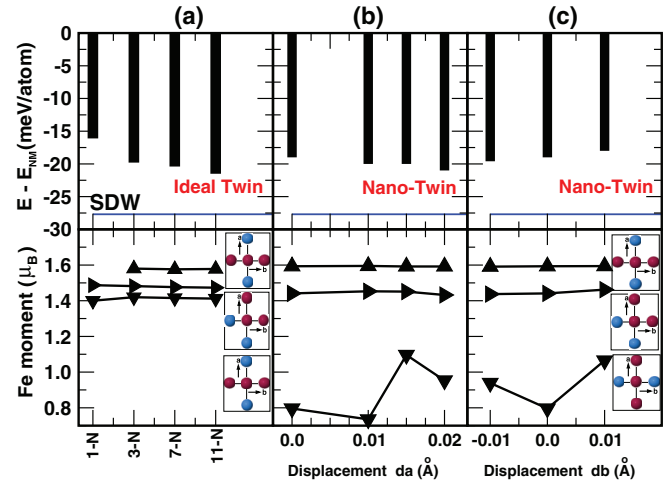 (a) (b) (c)
E - E_NM (meV/atom)
0
-5
-10
-15
-20
-25
-30
Ideal Twin
Nano-Twin
Nano-Twin
SDW
Fe moment (μ_B)
1.6
1.4
1.2
1.0
0.8
a
b
a
b
a
b
a
b
a
b
a
b
1-N 3-N 7-N 11-N
0.0 0.01 0.02
-0.01 0.0 0.01
Displacement da (Å)
Displacement db (Å)